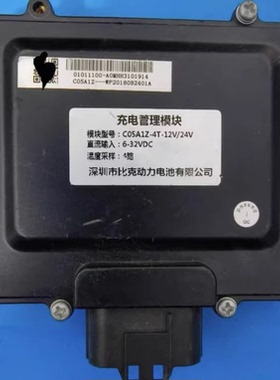 01011100-A0MHH3101914
C05A1Z---WP2018082401A
充电管理模块
模块型号：C05A1Z-4T-12V/24V
直流输入：6-32VDC
温度采样：4路
深圳市比克动力电池有限公司
QC